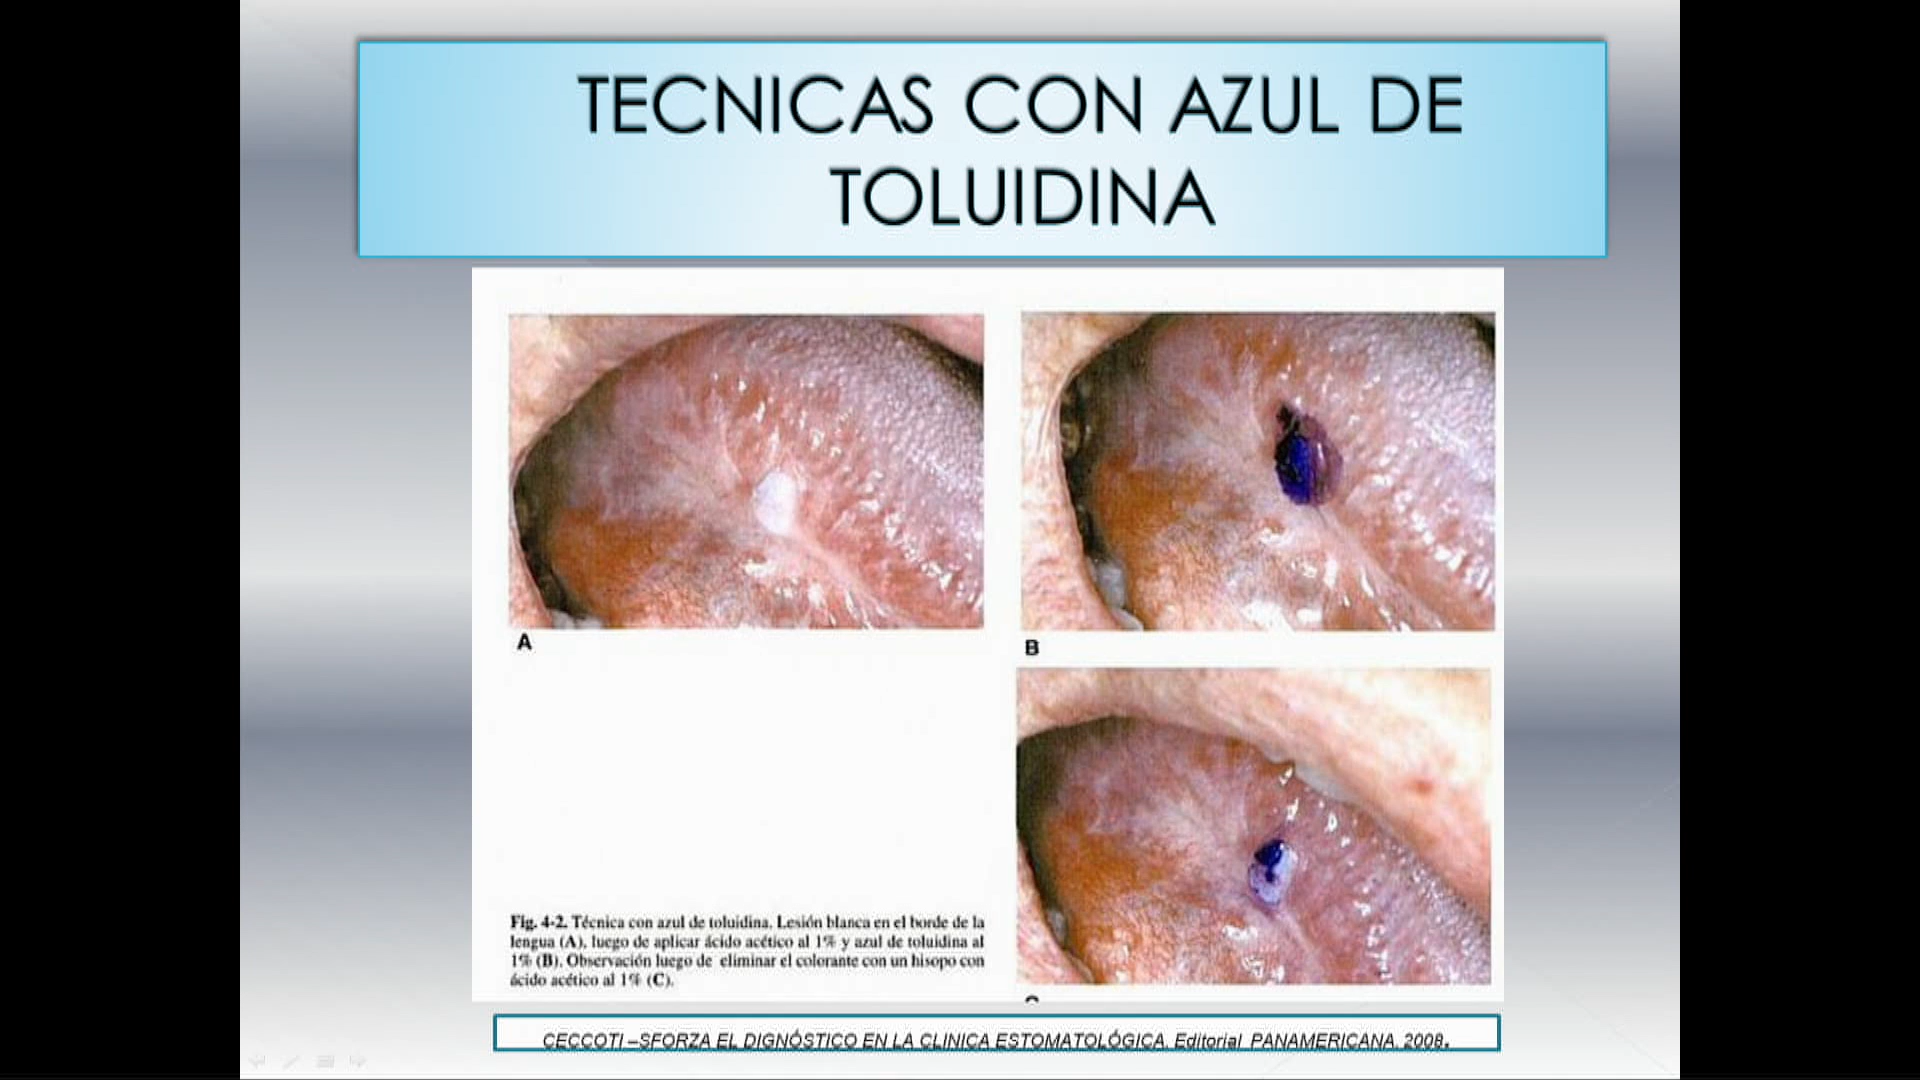 TECNICAS CON AZUL DE
TOLUIDINA
A
B
Fig. 4-2. Técnica con azul de toluidina. Lesión blanca en el borde de la
lengua (A), luego de aplicar ácido acético al 1% y azul de toluidina al
1% (B). Observación luego de eliminar el colorante con un hisopo con
ácido acético al 1% (C).
CECCOTI –SFORZA EL DIGNÓSTICO EN LA CLINICA ESTOMATOLÓGICA. Editorial PANAMERICANA. 2008.